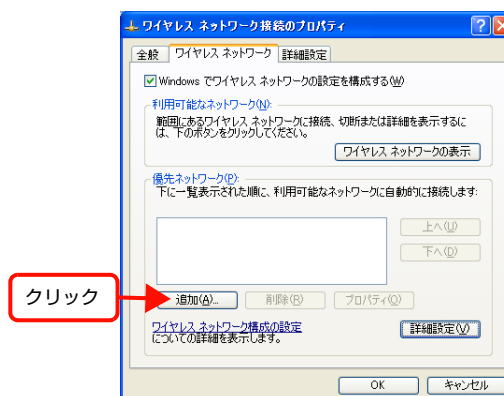 ワイヤレス ネットワーク接続のプロパティ
全般 ワイヤレス ネットワーク 詳細設定
Windows でワイヤレス ネットワークの設定を構成する(W)
利用可能なネットワーク(N):
範囲にあるワイヤレス ネットワークに接続、切断または詳細を表示するに
は、下のボタンをクリックしてください。
ワイヤレス ネットワークの表示
優先ネットワーク(P):
下に一覧表示された順に、利用可能なネットワークに自動的に接続します:
上へ(U)
下へ(D)
クリック
追加(A)... 削除(R) プロパティ(O)
ワイヤレス ネットワーク構成の設定
についての詳細を表示します。
詳細設定(V)
OK キャンセル